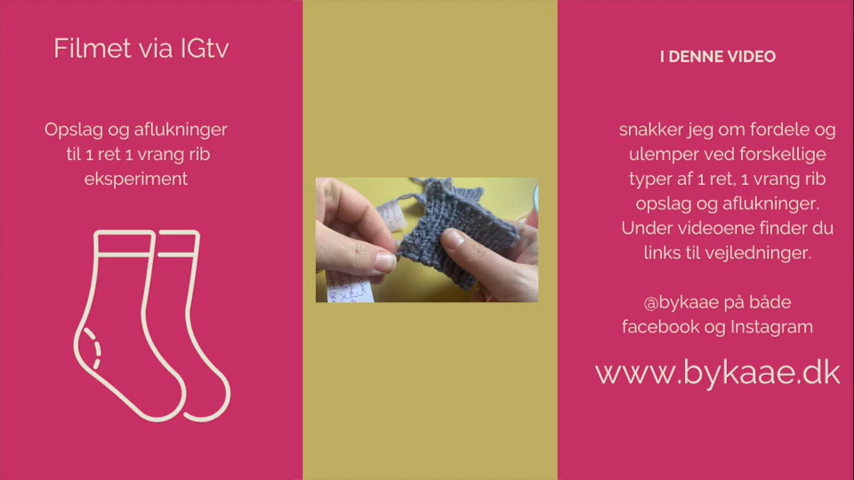 Filmet via IGtv
Opslag og aflukninger
til 1 ret 1 vrang rib
eksperiment
I DENNE VIDEO
snakker jeg om fordele og
ulemper ved forskellige
typer af 1 ret, 1 vrang rib
opslag og aflukninger.
Under videoene finder du
links til vejledninger.
@bykaae på både
facebook og Instagram
www.bykaae.dk